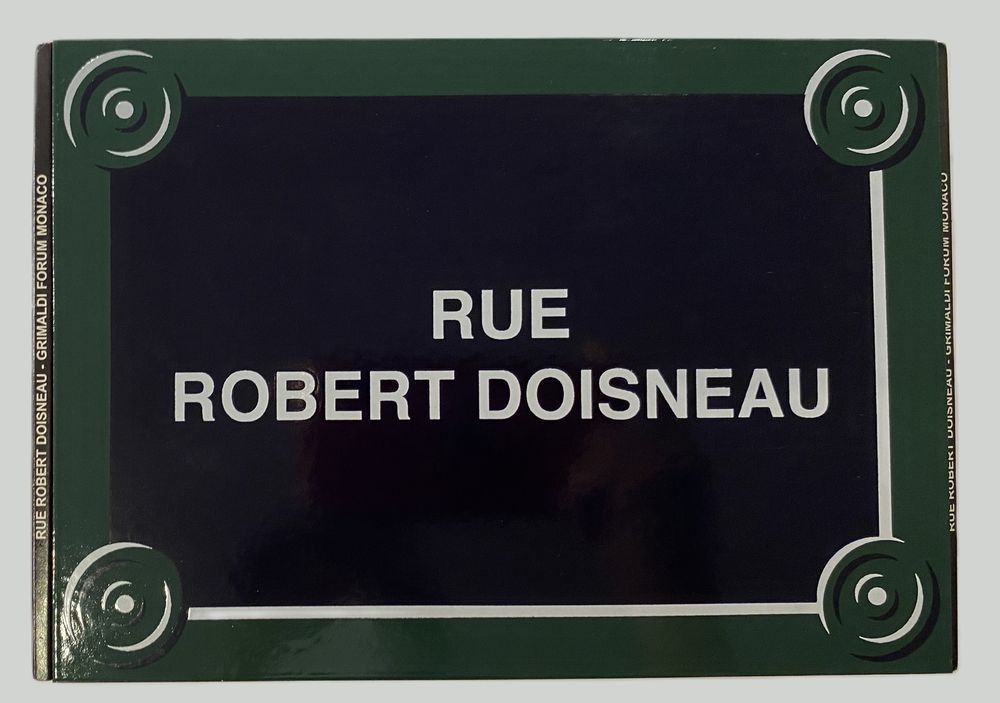 RUE
ROBERT DOISNEAU
RUE ROBERT DOISNEAU - GRIMALDI FORUM MONACO
RUE ROBERT DOISNEAU - GRIMALDI FORUM MONACO